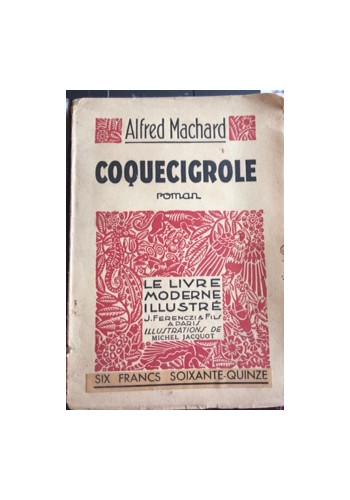 Alfred Machard
COQUECIGROLE
roman
LE LIVRE
MODERNE
ILLUSTRÉ
J. FERENCZI & FILS
A PARIS
ILLUSTRATIONS DE
MICHEL JACQUOT
SIX FRANCS SOIXANTE-QUINZE